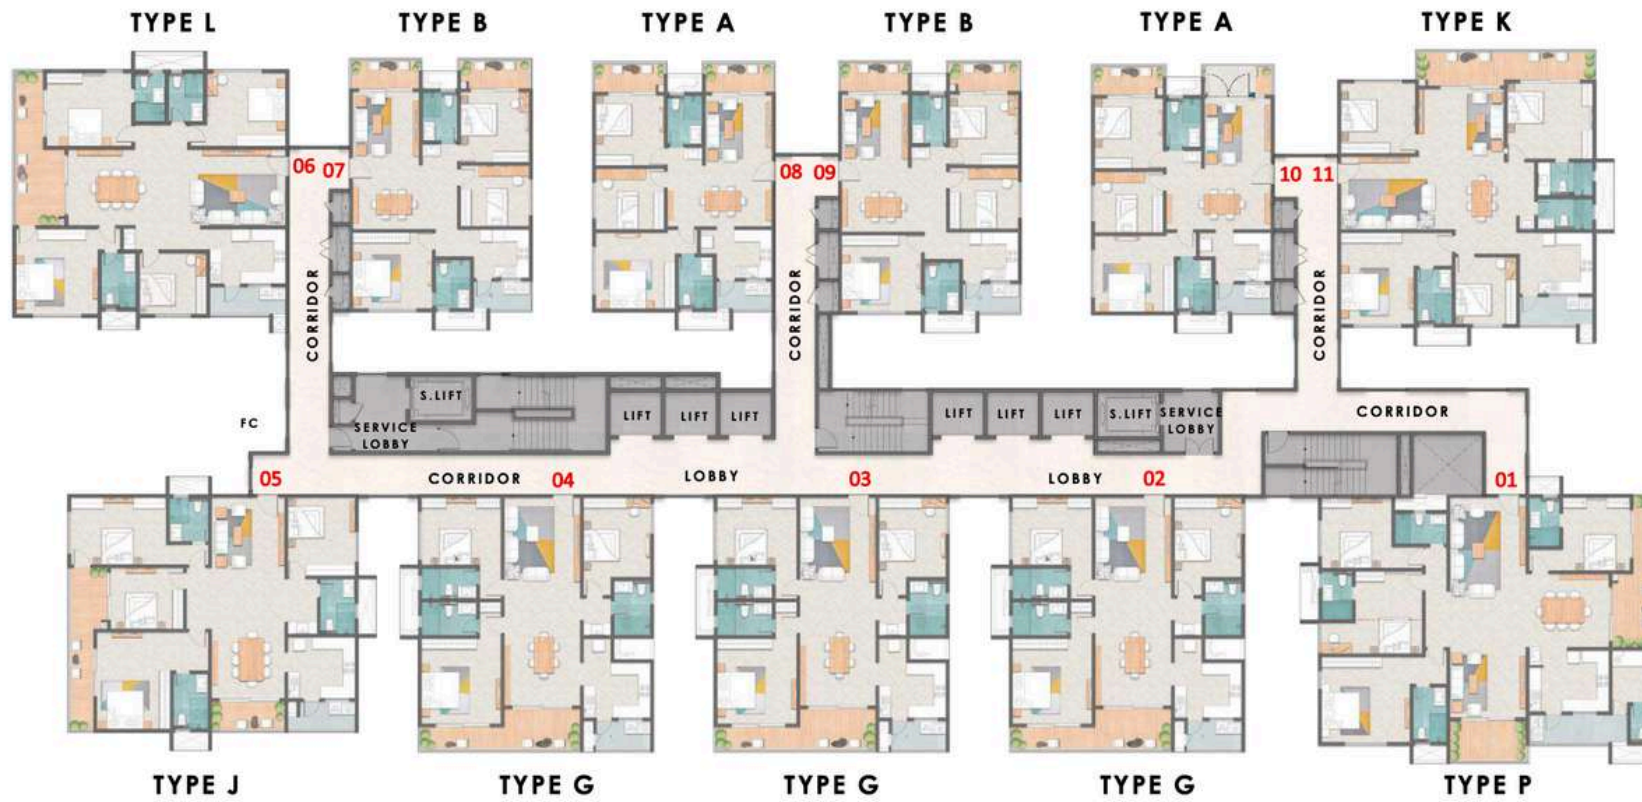 TYPE L
TYPE B
TYPE A
TYPE B
TYPE A
TYPE K
06
07
08
09
10
11
CORRIDOR
CORRIDOR
CORRIDOR
S.LIFT
LIFT
LIFT
LIFT
LIFT
LIFT
LIFT
S.LIFT
SERVICE
LOBBY
CORRIDOR
FC
SERVICE
LOBBY
05
CORRIDOR
04
LOBBY
03
LOBBY
02
01
TYPE J
TYPE G
TYPE G
TYPE G
TYPE P